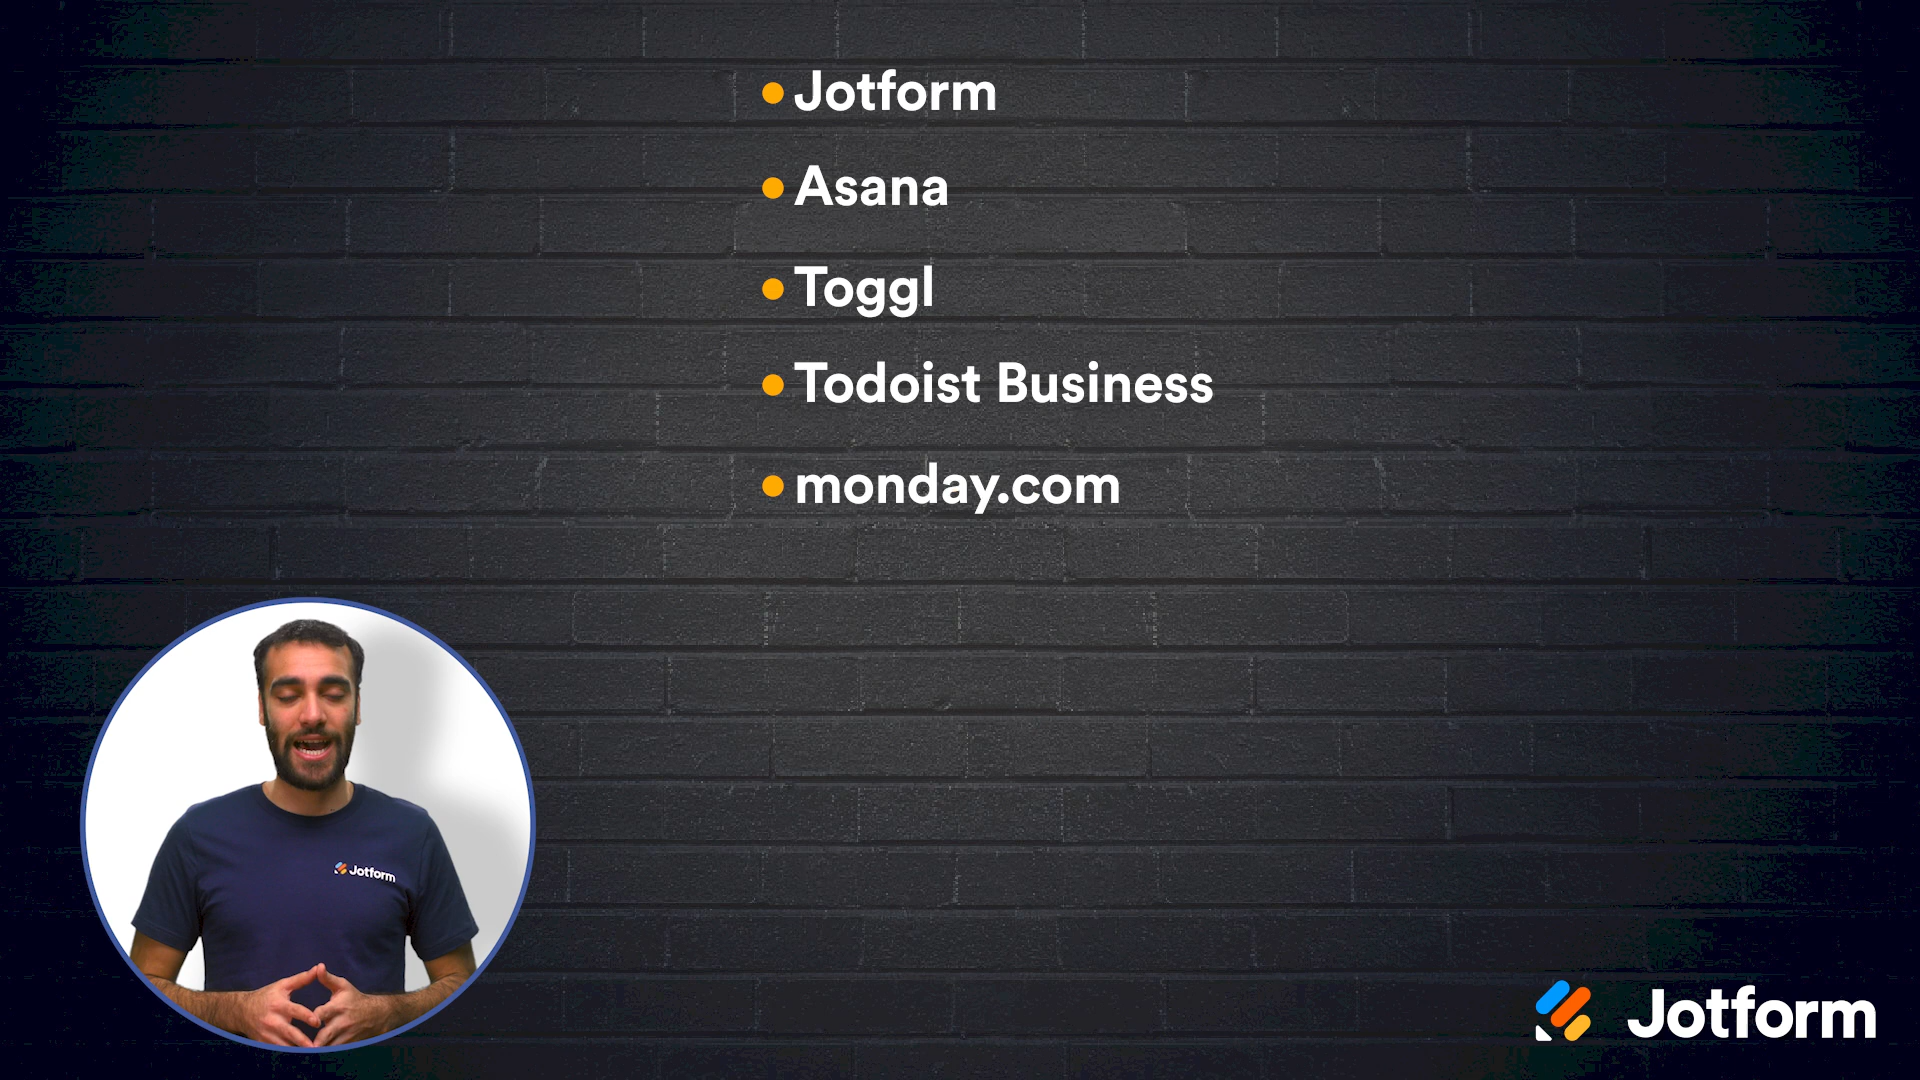 Jotform
Asana
Toggl
Todoist Business
monday.com
Jotform
Jotform